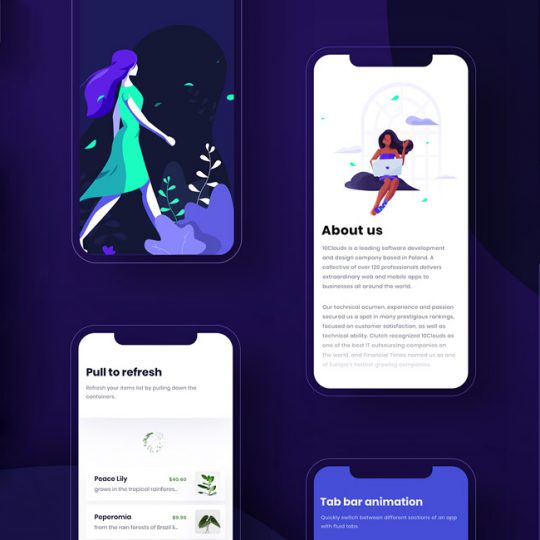 About us
10Clouds is a leading software development
and design company based in Poland. A
collective of over 120 professionals delivers
extraordinary web and mobile apps to
businesses all around the world.
Our technical acumen, experience and passion
secured us a spot in many prestigious rankings,
focused on customer satisfaction, as well as
technical ability. Clutch recognized 10Clouds as
one of the best IT outsourcing companies on
the world, and Financial Times named us as one
of Europe's fastest growing companies.
Pull to refresh
Refresh your items list by pulling down the
containers.
Peace Lily
$40.60
grows in the tropical rainfores...
Peperomia
$9.95
from the rain forests of Brazil &...
Tab bar animation
Quickly switch between different sections of an app
with fluid tabs.